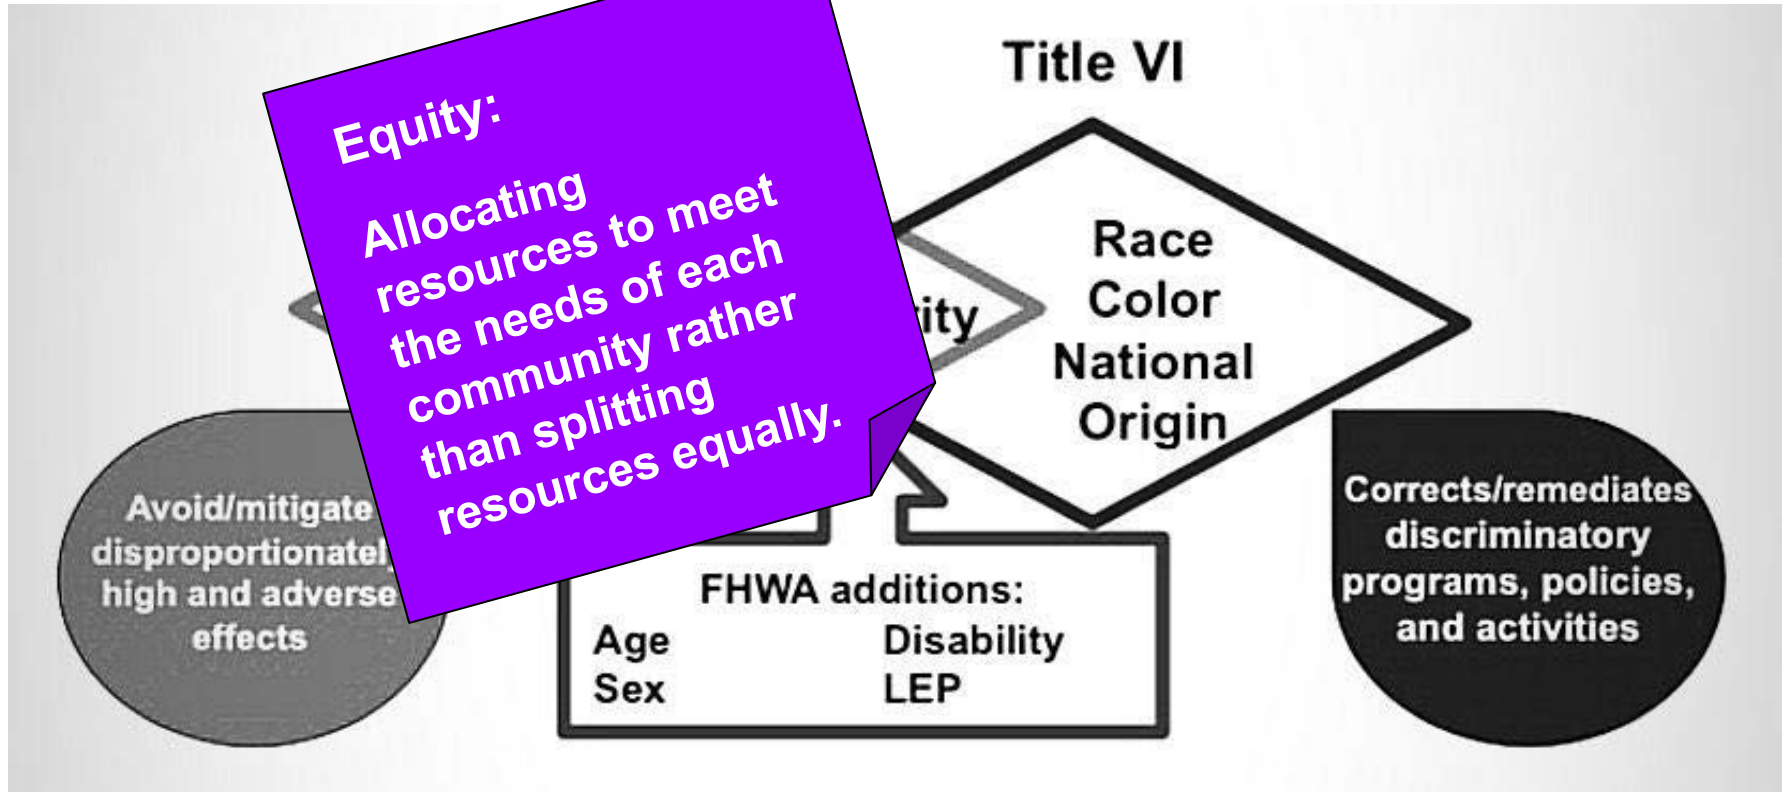 Equity:
Allocating
resources to meet
the needs of each
community rather
than splitting
resources equally.
Title VI
Race
Color
National
Origin
Avoid/mitigate
high and adverse
effects
FHWA additions:
Age Disability
Sex LEP
Corrects/remediates
discriminatory
programs, policies,
and activities